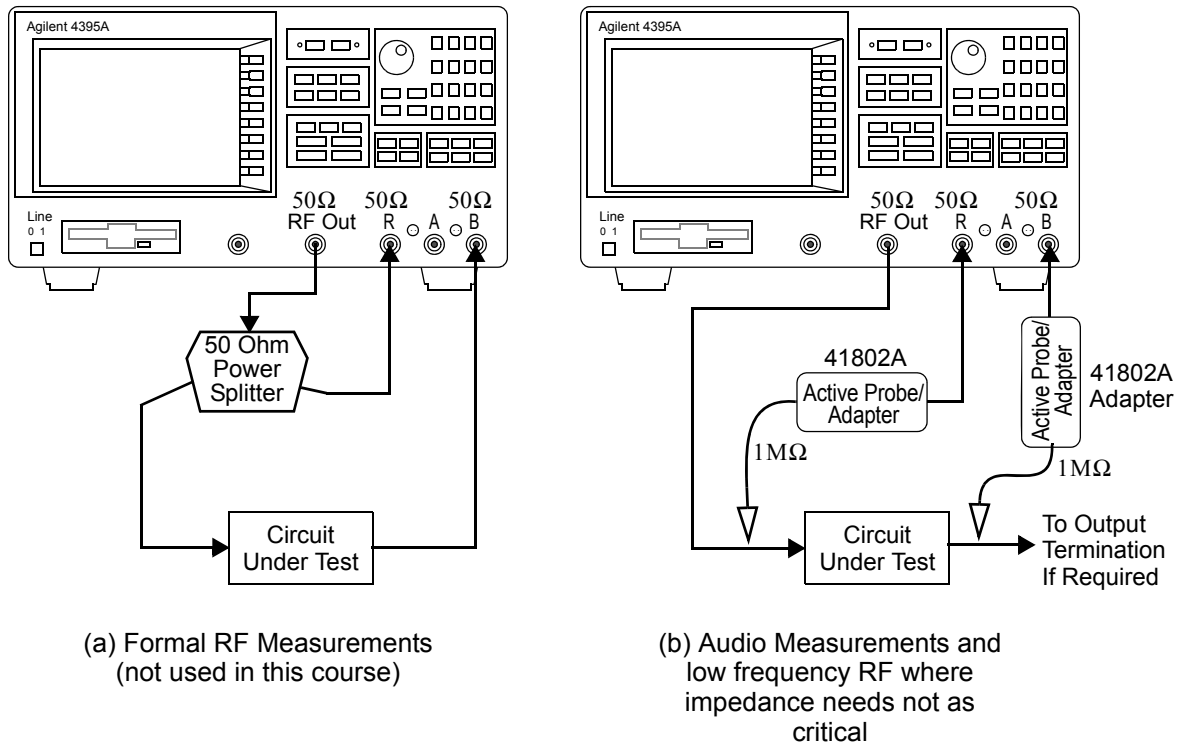 Agilent 4395A
50Ω
RF Out
50Ω
R
A
50Ω
B
Line
0 1
50 Ohm
Power
Splitter
Circuit
Under Test
(a) Formal RF Measurements
(not used in this course)
Agilent 4395A
50Ω
RF Out
50Ω
R
A
50Ω
B
Line
0 1
41802A
Active Probe/
Adapter
1MΩ
Active Probe/
Adapter
41802A
Adapter
1MΩ
Circuit
Under Test
To Output
Termination
If Required
(b) Audio Measurements and
low frequency RF where
impedance needs not as
critical